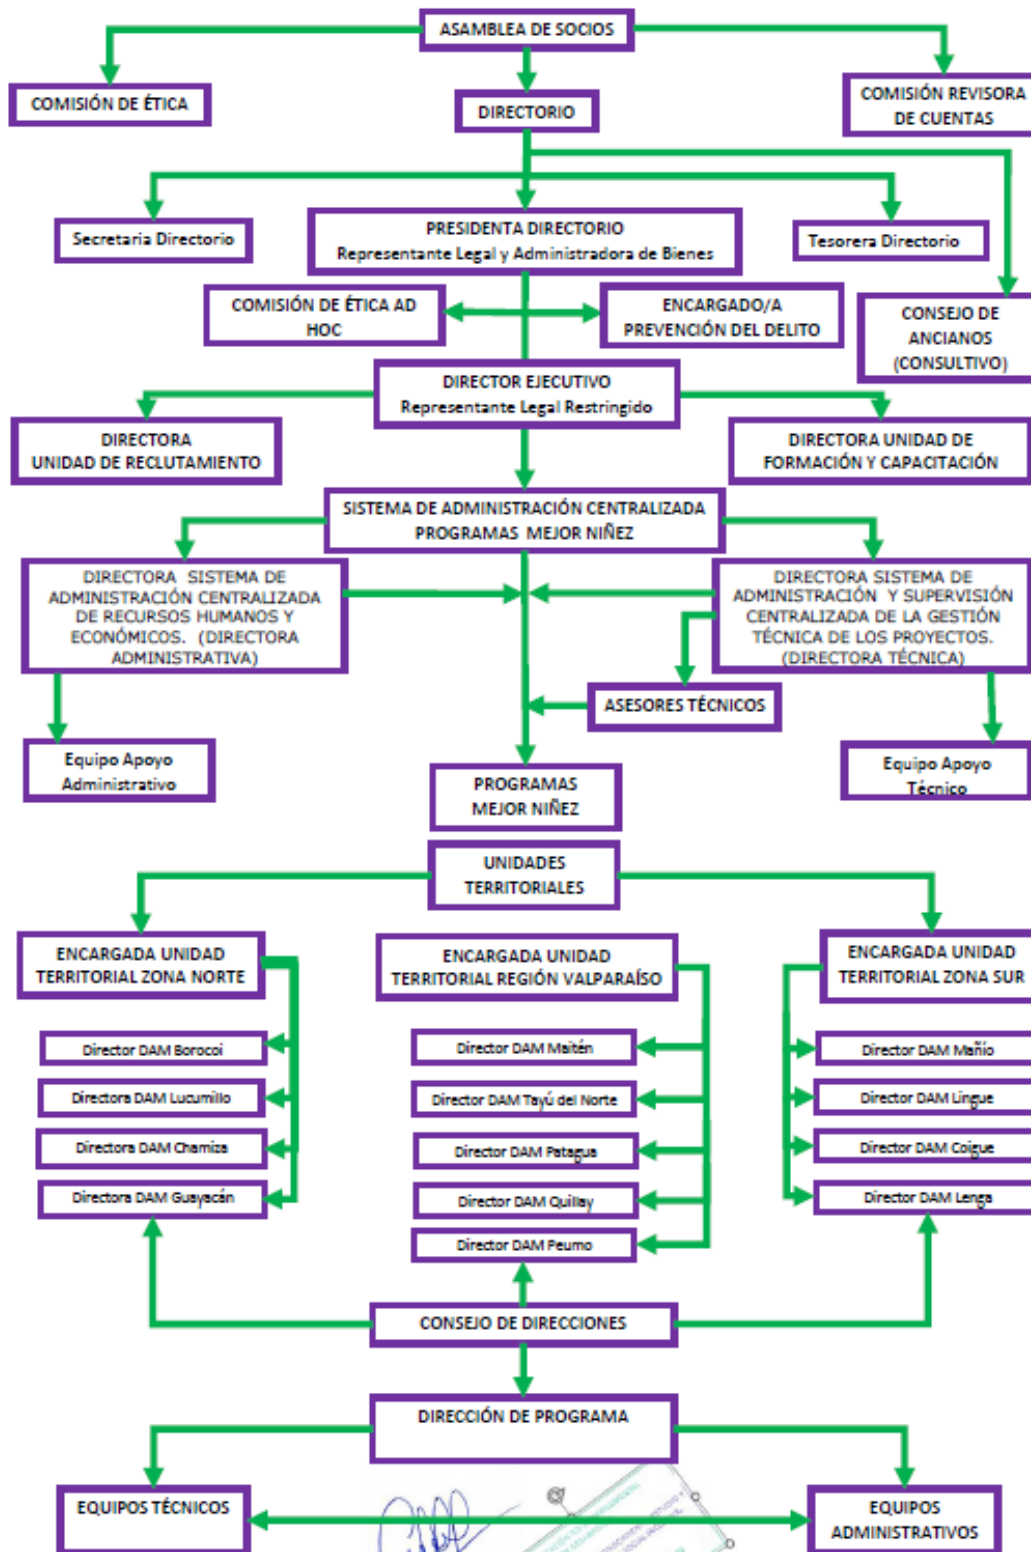 ASAMBLEA DE SOCIOS
COMISIÓN DE ÉTICA
DIRECTORIO
COMISIÓN REVISORA
DE CUENTAS
Secretaria Directorio
PRESIDENTA DIRECTORIO
Representante Legal y Administradora de Bienes
Tesorera Directorio
COMISIÓN DE ÉTICA AD
HOC
ENCARGADO/A
PREVENCIÓN DEL DELITO
CONSEJO DE
ANCIANOS
(CONSULTIVO)
DIRECTOR EJECUTIVO
Representante Legal Restringido
DIRECTORA
UNIDAD DE RECLUTAMIENTO
DIRECTORA UNIDAD DE
FORMACIÓN Y CAPACITACIÓN
SISTEMA DE ADMINISTRACIÓN CENTRALIZADA
PROGRAMAS MEJOR NIÑEZ
DIRECTORA SISTEMA DE
ADMINISTRACIÓN CENTRALIZADA
DE RECURSOS HUMANOS Y
ECONÓMICOS. (DIRECTORA
ADMINISTRATIVA)
DIRECTORA SISTEMA DE
ADMINISTRACIÓN Y SUPERVISIÓN
CENTRALIZADA DE LA GESTIÓN
TÉCNICA DE LOS PROYECTOS.
(DIRECTORA TÉCNICA)
ASESORES TÉCNICOS
Equipo Apoyo
Administrativo
PROGRAMAS
MEJOR NIÑEZ
Equipo Apoyo
Técnico
UNIDADES
TERRITORIALES
ENCARGADA UNIDAD
TERRITORIAL ZONA NORTE
ENCARGADA UNIDAD
TERRITORIAL REGIÓN VALPARAÍSO
ENCARGADA UNIDAD
TERRITORIAL ZONA SUR
Director DAM Borocoi
Directora DAM Lucumillo
Directora DAM Chamiza
Directora DAM Guayacán
Director DAM Maitén
Director DAM Tayú del Norte
Director DAM Patagua
Director DAM Quillay
Director DAM Peumo
Director DAM Mañío
Director DAM Lingue
Director DAM Coigue
Director DAM Lenga
CONSEJO DE DIRECCIONES
DIRECCIÓN DE PROGRAMA
EQUIPOS TÉCNICOS
EQUIPOS
ADMINISTRATIVOS